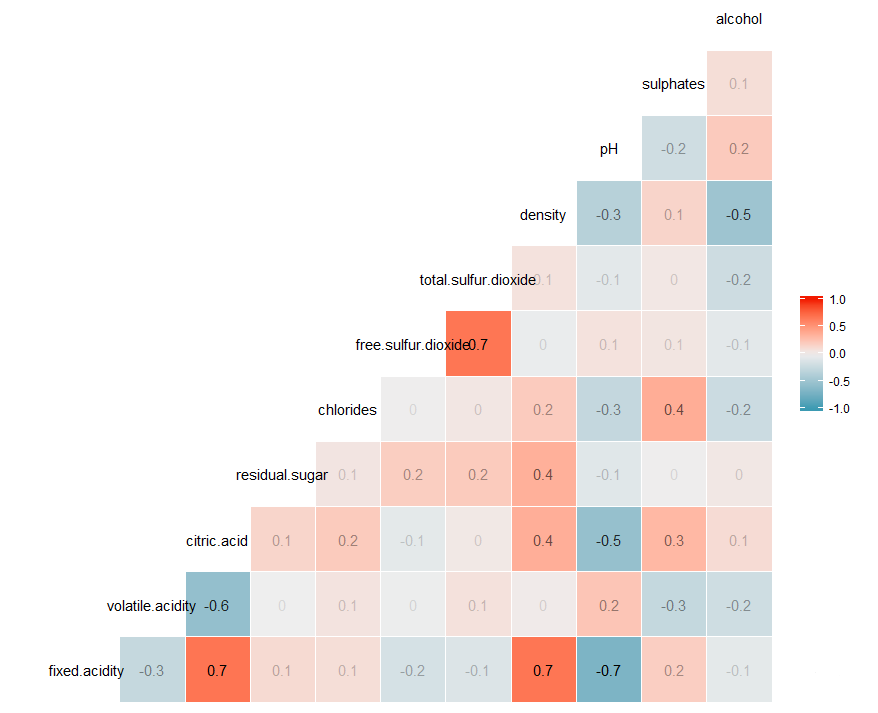 alcohol
sulphates 0.1
pH -0.2 0.2
density -0.3 0.1 -0.5
total.sulfur.dioxide 0.1 -0.1 0 -0.2
free.sulfur.dioxide 0.7 0 0.1 0.1 -0.1
chlorides 0 0 0.2 -0.3 0.4 -0.2
residual.sugar 0.1 0.2 0.2 0.4 -0.1 0 0
citric.acid 0.1 0.2 -0.1 0 0.4 -0.5 0.3 0.1
volatile.acidity -0.6 0 0.1 0 0.1 0 0.2 -0.3 -0.2
fixed.acidity -0.3 0.7 0.1 0.1 -0.2 -0.1 0.7 -0.7 0.2 -0.1
1.0
0.5
0.0
-0.5
-1.0